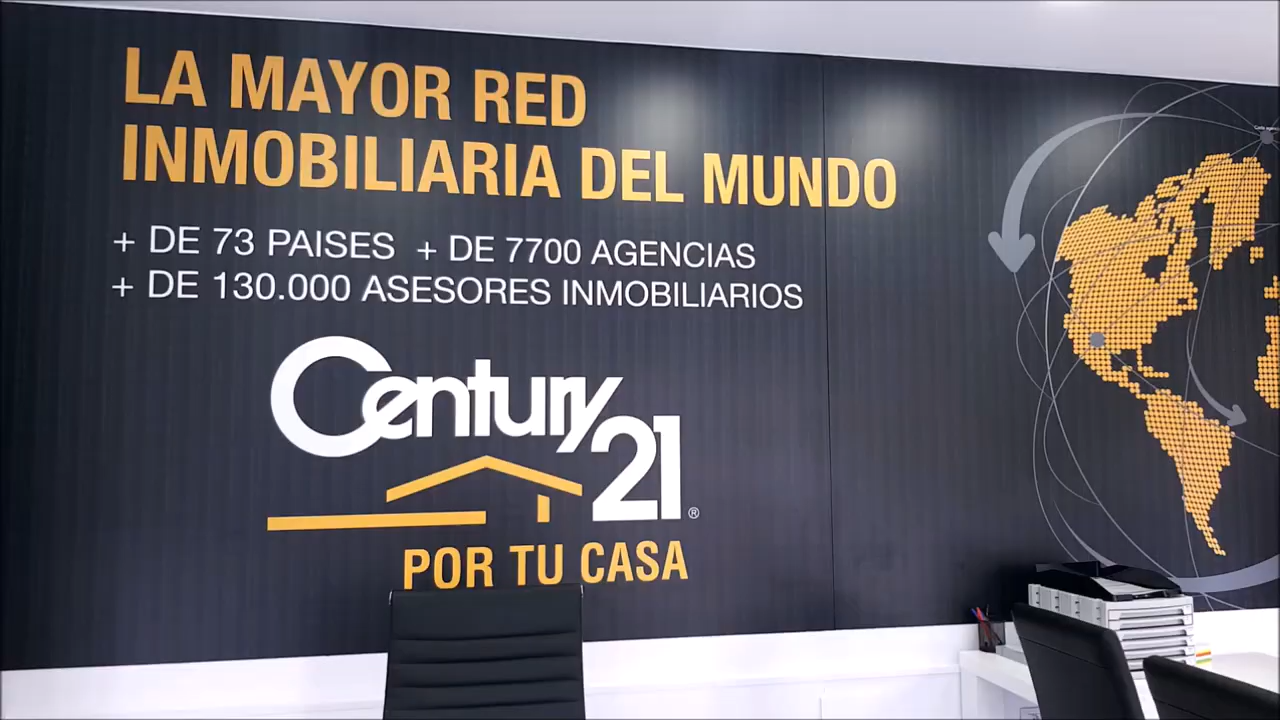 LA MAYOR RED
INMOBILIARIA DEL MUNDO
+ DE 73 PAISES + DE 7700 AGENCIAS
+ DE 130.000 ASESORES INMOBILIARIOS
Century
21®
POR TU CASA